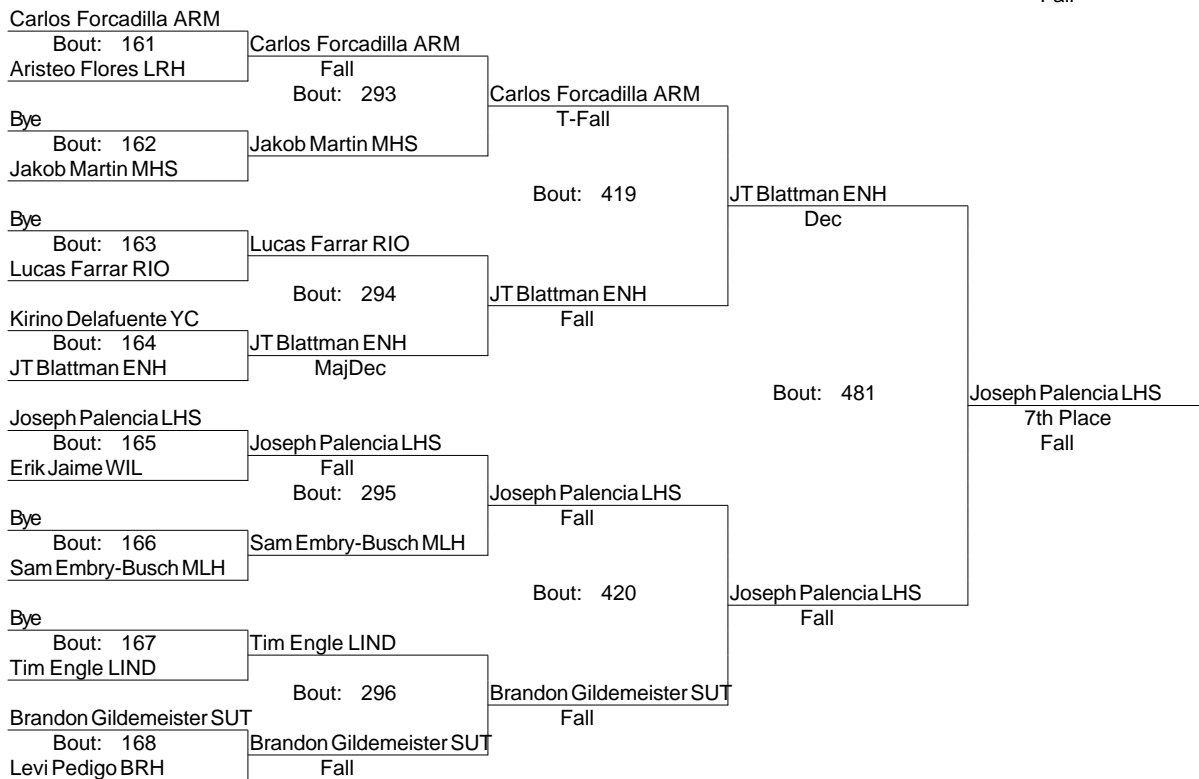 Fall
Carlos Forcadilla ARM
Bout: 161
Carlos Forcadilla ARM
Aristeo Flores LRH
Fall
Bout: 293
Carlos Forcadilla ARM
T-Fall
Bye
Bout: 162
Jakob Martin MHS
Jakob Martin MHS
Bout: 419
JT Blattman ENH
Dec
Bye
Bout: 163
Lucas Farrar RIO
Lucas Farrar RIO
Bout: 294
JT Blattman ENH
Fall
Kirino Delafuente YC
Bout: 164
JT Blattman ENH
JT Blattman ENH
MajDec
Bout: 481
Joseph Palencia LHS
7th Place
Fall
Joseph Palencia LHS
Bout: 165
Joseph Palencia LHS
Erik Jaime WIL
Fall
Bout: 295
Joseph Palencia LHS
Fall
Bye
Bout: 166
Sam Embry-Busch MLH
Sam Embry-Busch MLH
Bout: 420
Joseph Palencia LHS
Fall
Bye
Bout: 167
Tim Engle LIND
Tim Engle LIND
Bout: 296
Brandon Gildemeister SUT
Fall
Brandon Gildemeister SUT
Bout: 168
Brandon Gildemeister SUT
Levi Pedigo BRH
Fall